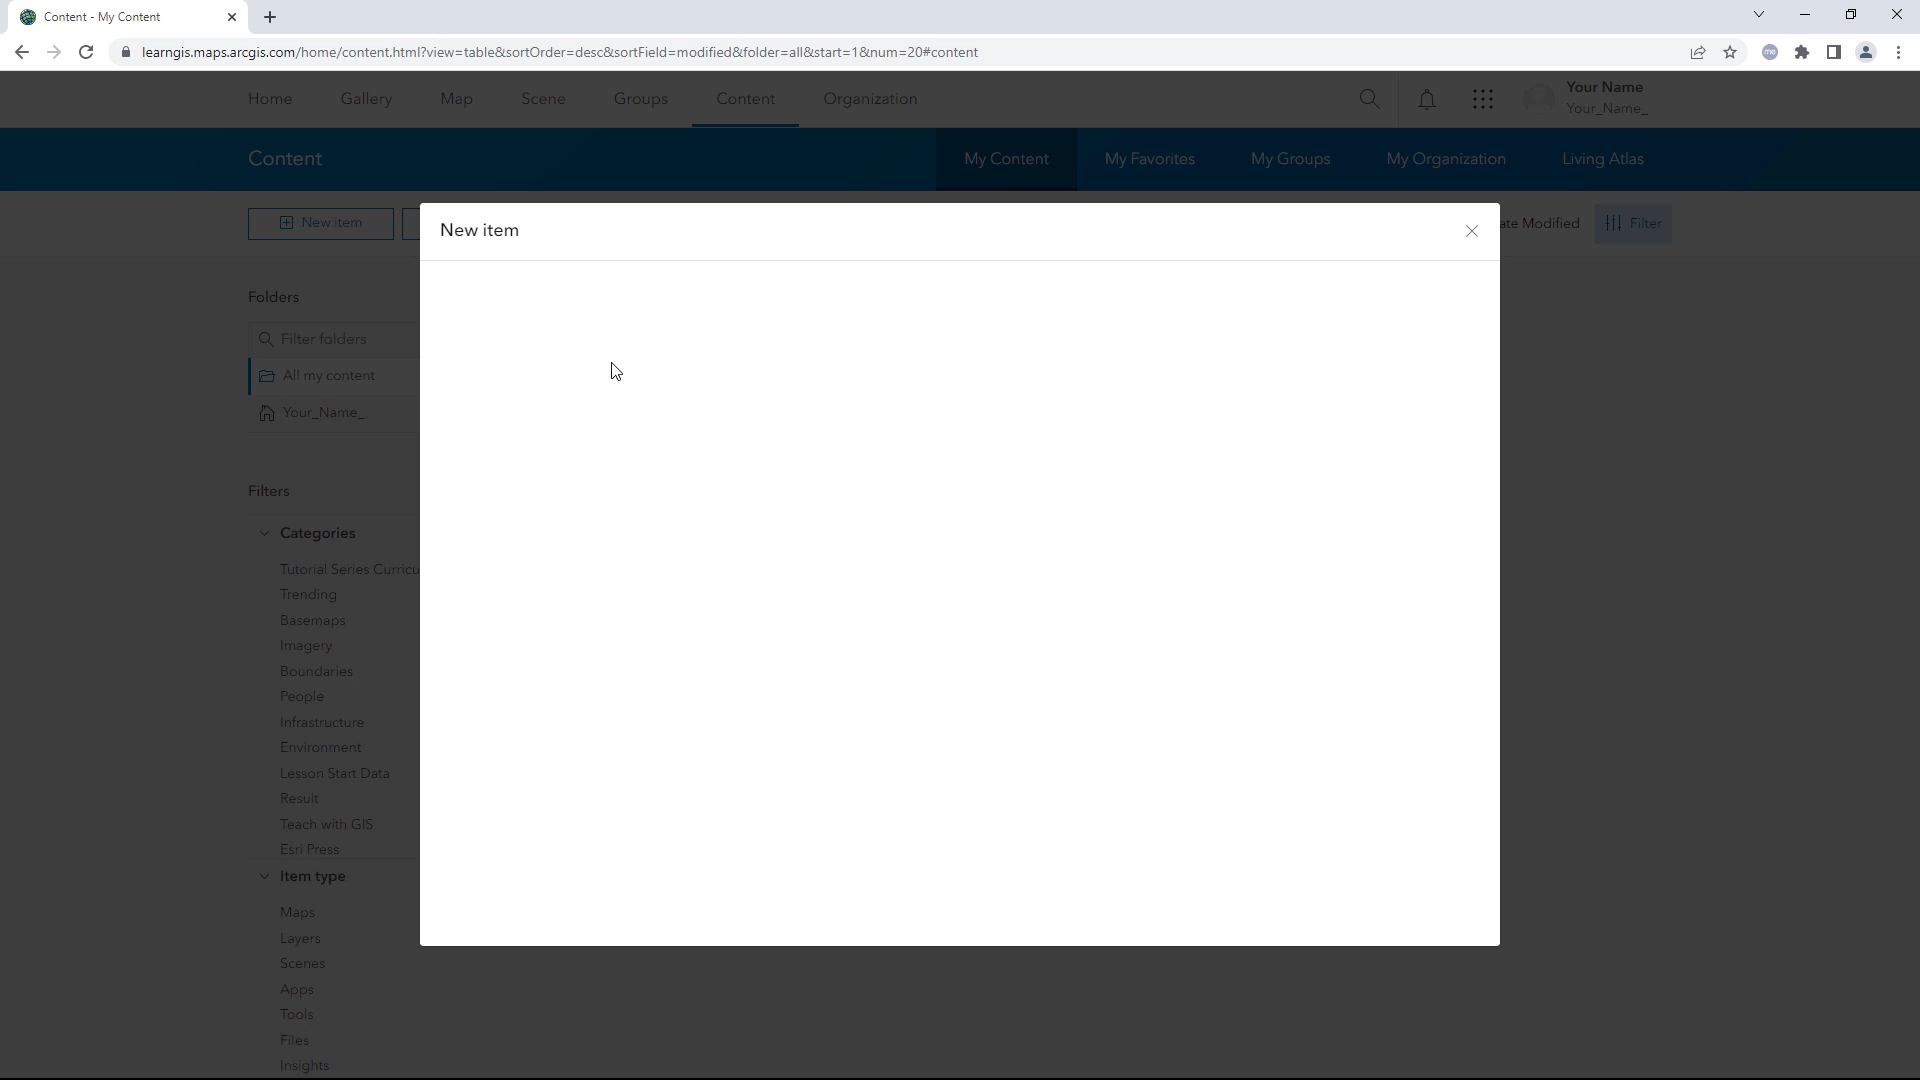 Content - My Content
learngis.maps.arcgis.com/home/content.html?view=table&sortOrder=desc&sortField=modified&folder=all&start=1&num=20#content
me
Home Gallery Map Scene Groups Content Organization
Your Name
Your_Name_
Content My Content My Favorites My Groups My Organization Living Atlas
New item
ate Modified
Filter
New item
Folders
Filter folders
All my content
Your_Name_
Filters
Categories
Tutorial Series Curricu
Trending
Basemaps
Imagery
Boundaries
People
Infrastructure
Environment
Lesson Start Data
Result
Teach with GIS
Esri Press
Item type
Maps
Layers
Scenes
Apps
Tools
Files
Insights